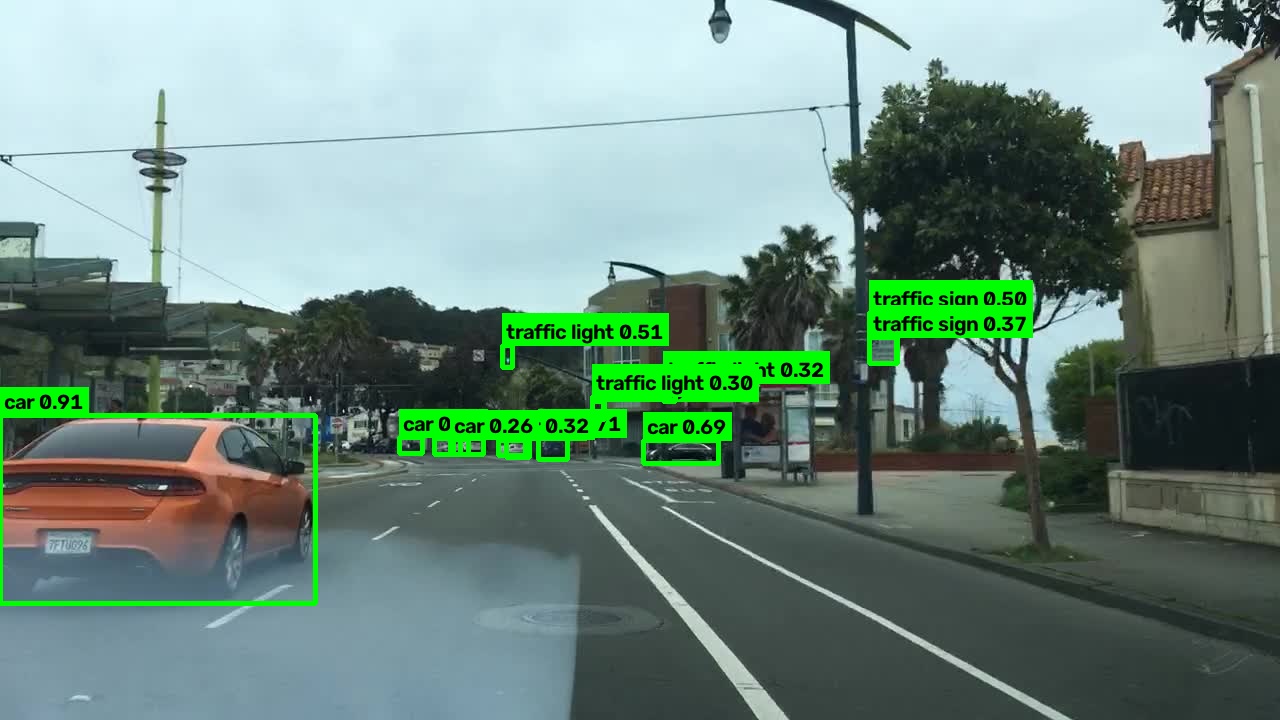 traffic sign 0.50
traffic sign 0.37
traffic light 0.51
traffic light 0.30
car 0.91
car 0.26
0.32
car 0.69
7FTU096